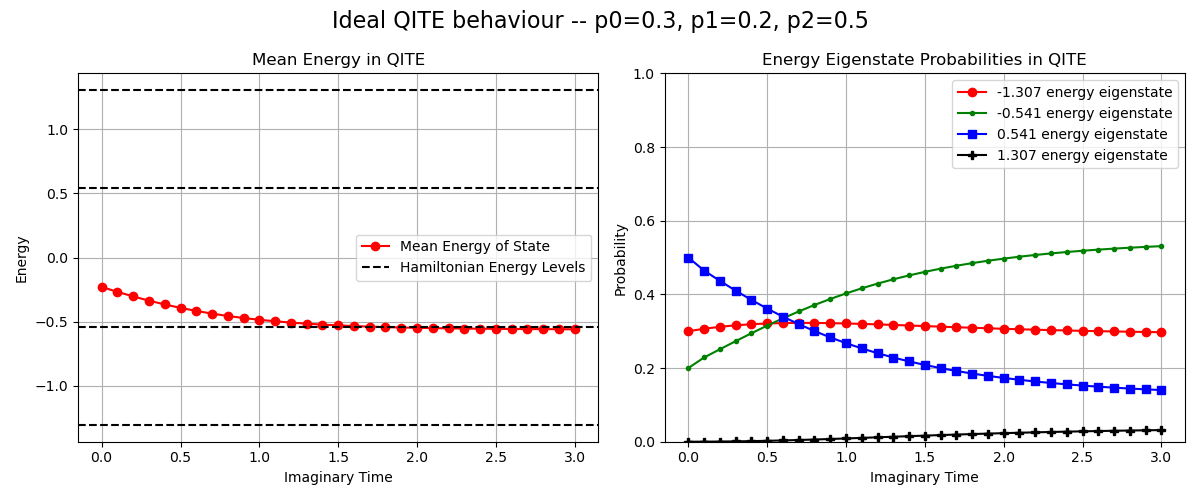 Ideal QITE behaviour -- p0=0.3, p1=0.2, p2=0.5
Mean Energy in QITE
Energy
1.0
0.5
0.0
−0.5
−1.0
Mean Energy of State
Hamiltonian Energy Levels
0.0 0.5 1.0 1.5 2.0 2.5 3.0
Imaginary Time
Energy Eigenstate Probabilities in QITE
Probability
1.0
0.8
0.6
0.4
0.2
0.0
-1.307 energy eigenstate
-0.541 energy eigenstate
0.541 energy eigenstate
1.307 energy eigenstate
0.0 0.5 1.0 1.5 2.0 2.5 3.0
Imaginary Time